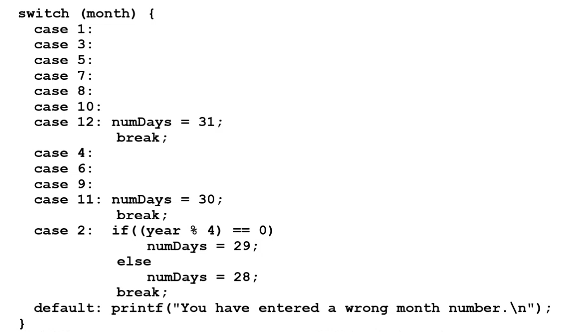 switch (month) {
  case 1:
  case 3:
  case 5:
  case 7:
  case 8:
  case 10:
  case 12: numDays = 31;
           break;
  case 4:
  case 6:
  case 9:
  case 11: numDays = 30;
           break;
  case 2:  if((year % 4) == 0)
               numDays = 29;
           else
               numDays = 28;
           break;
  default: printf("You have entered a wrong month number.\n");
}